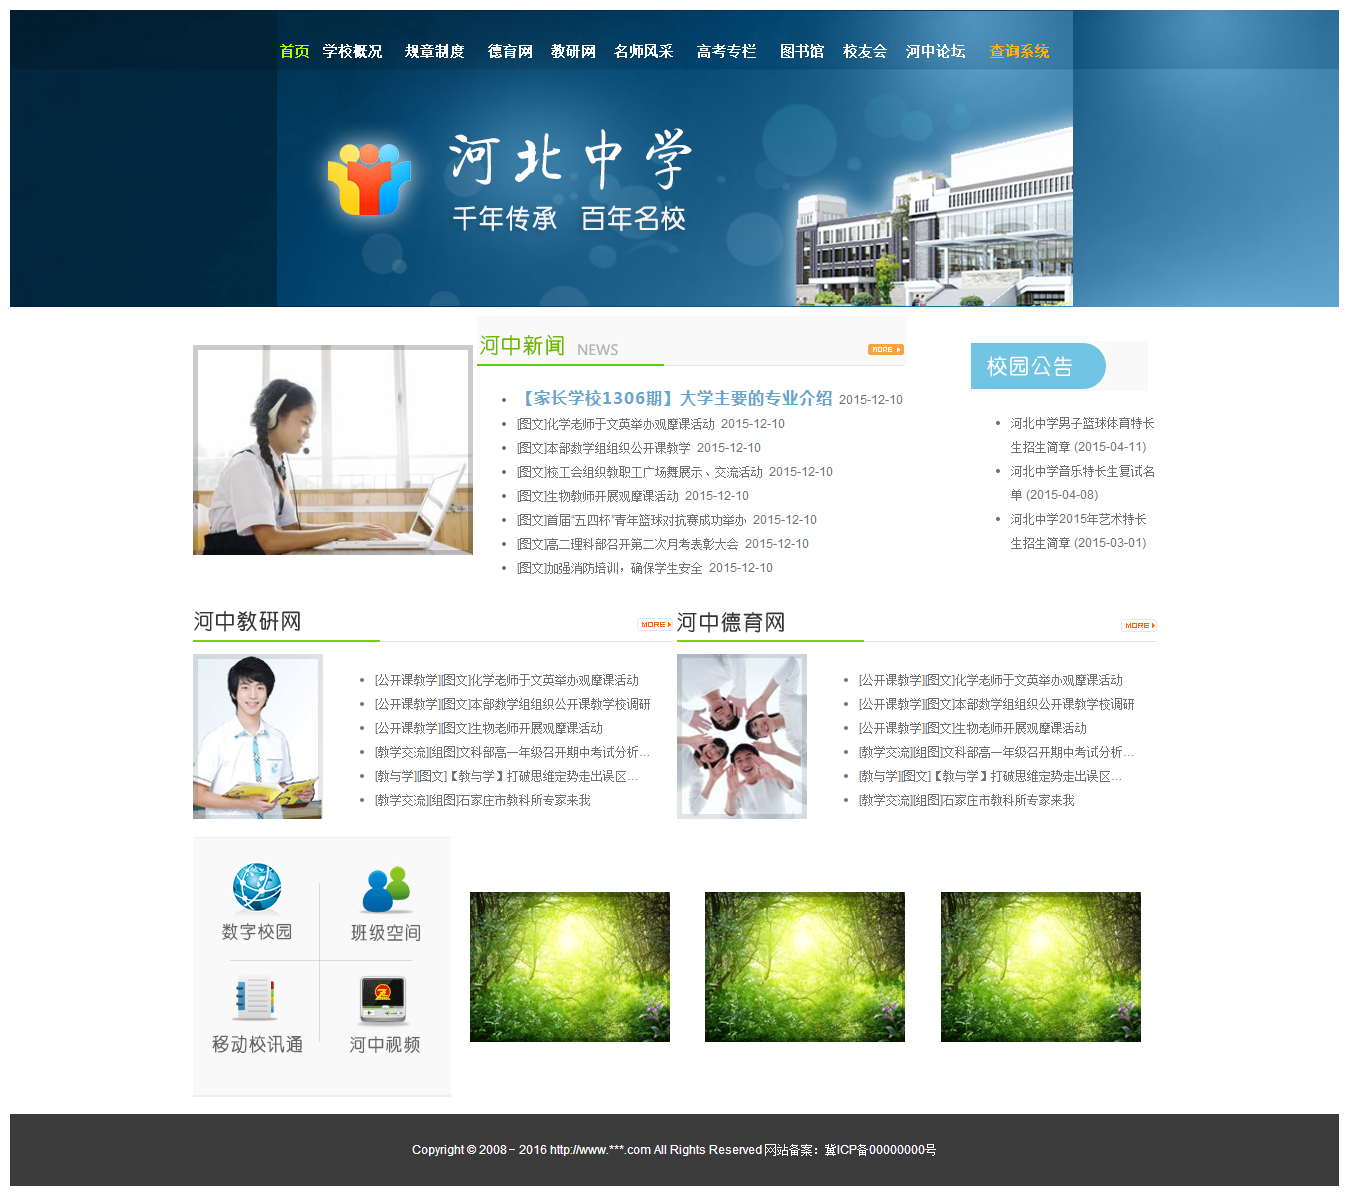 首页 学校概况 规章制度 德育网 教研网 名师风采 高考专栏 图书馆 校友会 河中论坛 查询系统
河北中学
千年传承 百年名校
河中新闻 NEWS
MORE
【家长学校1306期】大学主要的专业介绍 2015-12-10
[图文]化学老师于文英举办观摩课活动 2015-12-10
[图文]本部数学组组织公开课教学 2015-12-10
[图文]校工会组织教职工广场舞展示、交流活动 2015-12-10
[图文]生物教师开展观摩课活动 2015-12-10
[图文]首届“五四杯”青年篮球对抗赛成功举办 2015-12-10
[图文]高二理科部召开第二次月考表彰大会 2015-12-10
[图文]加强消防培训，确保学生安全 2015-12-10
校园公告
河北中学男子篮球体育特长
生招生简章 (2015-04-11)
河北中学音乐特长生复试名
单 (2015-04-08)
河北中学2015年艺术特长
生招生简章 (2015-03-01)
河中教研网
MORE
[公开课教学][图文]化学老师于文英举办观摩课活动
[公开课教学][图文]本部数学组组织公开课教学校调研
[公开课教学][图文]生物老师开展观摩课活动
[教学交流][组图]文科部高一年级召开期中考试分析...
[教与学][图文]【教与学】打破思维定势走出误区...
[教学交流][组图]石家庄市教科所专家来我
河中德育网
MORE
[公开课教学][图文]化学老师于文英举办观摩课活动
[公开课教学][图文]本部数学组组织公开课教学校调研
[公开课教学][图文]生物老师开展观摩课活动
[教学交流][组图]文科部高一年级召开期中考试分析...
[教与学][图文]【教与学】打破思维定势走出误区...
[教学交流][组图]石家庄市教科所专家来我
数字校园
班级空间
移动校讯通
河中视频
Copyright © 2008 - 2016 http://www.***.com All Rights Reserved 网站备案：冀ICP备00000000号